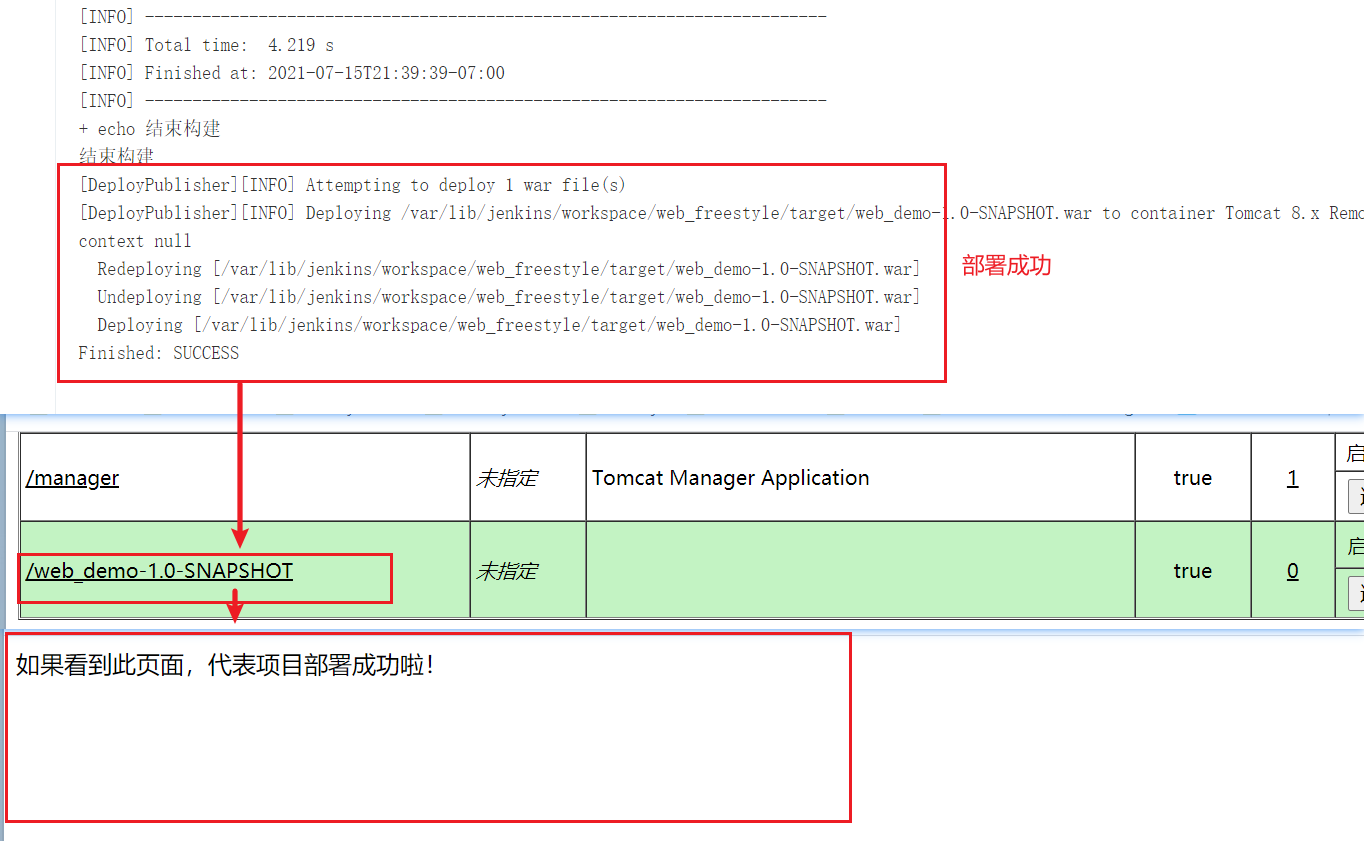 [INFO] ------------------------------------------------------------------------
[INFO] Total time:  4.219 s
[INFO] Finished at: 2021-07-15T21:39:39-07:00
[INFO] ------------------------------------------------------------------------
+ echo 结束构建
结束构建
[DeployPublisher][INFO] Attempting to deploy 1 war file(s)
[DeployPublisher][INFO] Deploying /var/lib/jenkins/workspace/web_freestyle/target/web_demo-1.0-SNAPSHOT.war to container Tomcat 8.x Remo
context null
Redeploying [/var/lib/jenkins/workspace/web_freestyle/target/web_demo-1.0-SNAPSHOT.war]
部署成功
Undeploying [/var/lib/jenkins/workspace/web_freestyle/target/web_demo-1.0-SNAPSHOT.war]
Deploying [/var/lib/jenkins/workspace/web_freestyle/target/web_demo-1.0-SNAPSHOT.war]
Finished: SUCCESS
/manager 未指定 Tomcat Manager Application true 1 启
/web_demo-1.0-SNAPSHOT 未指定 true 0 启
如果看到此页面，代表项目部署成功啦！